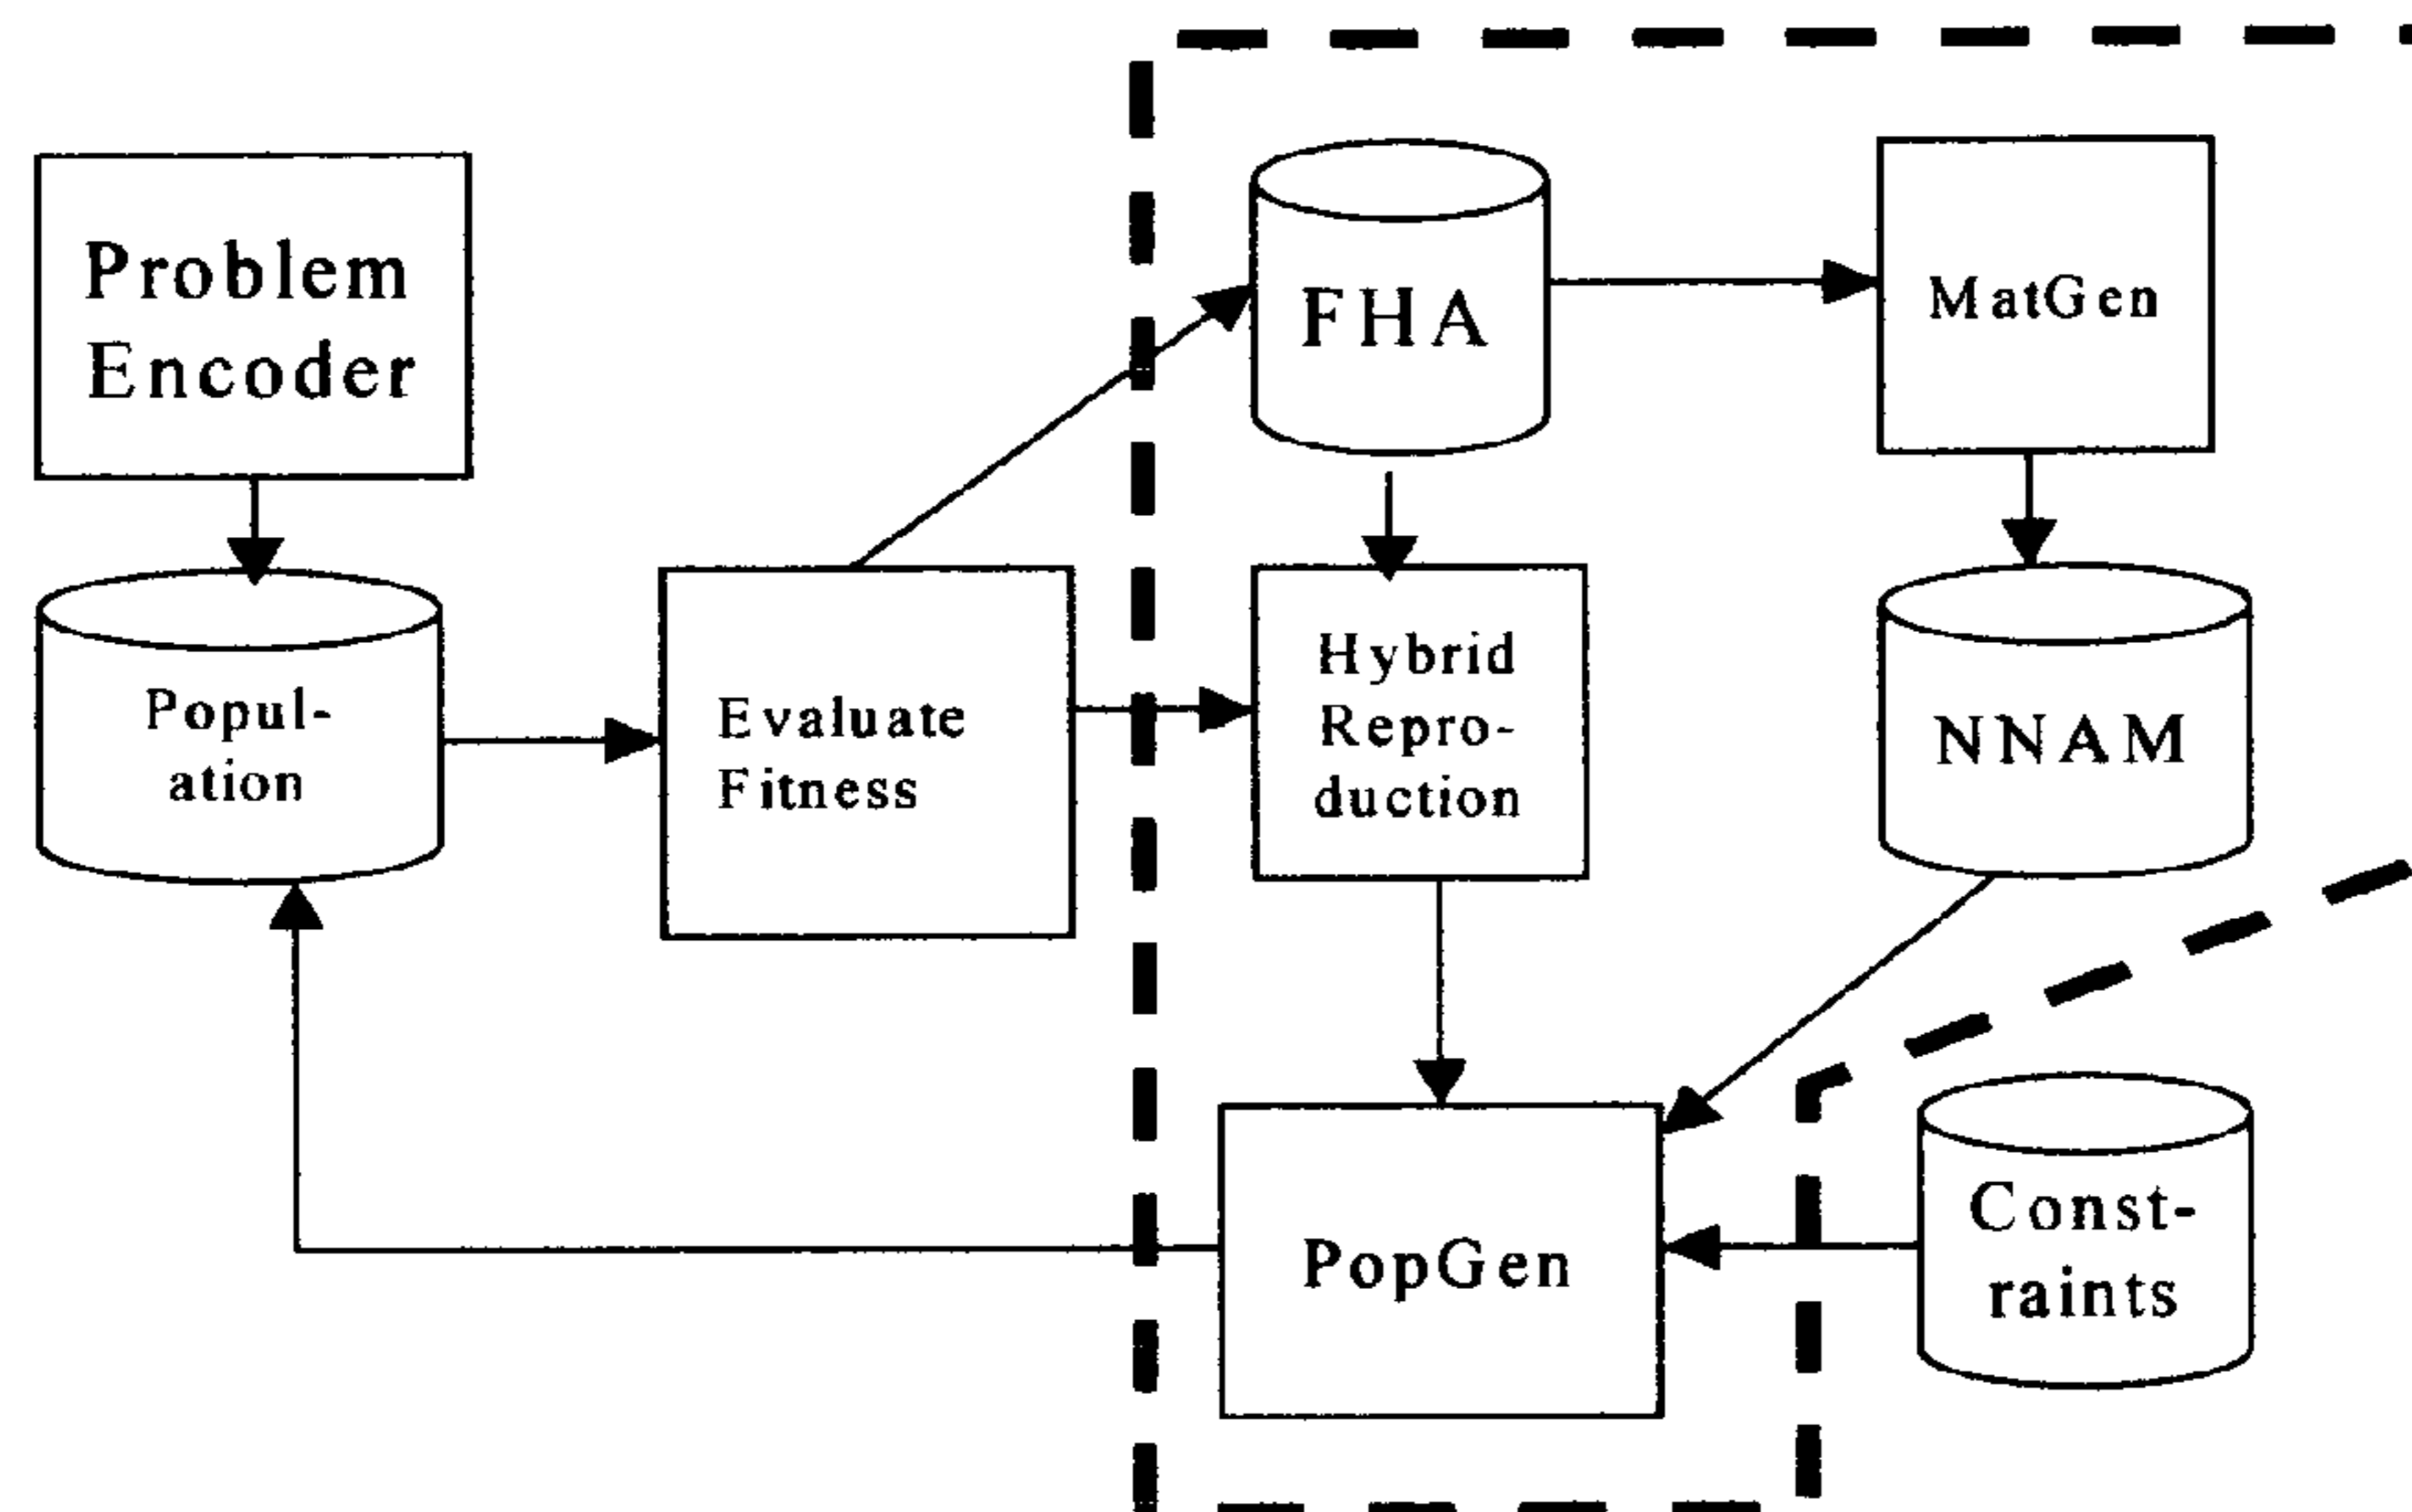 Problem
Encoder
FHA
MatGen
Popul-
ation
Evaluate
Fitness
Hybrid
Repro-
duction
NNAM
PopGen
Const-
raints